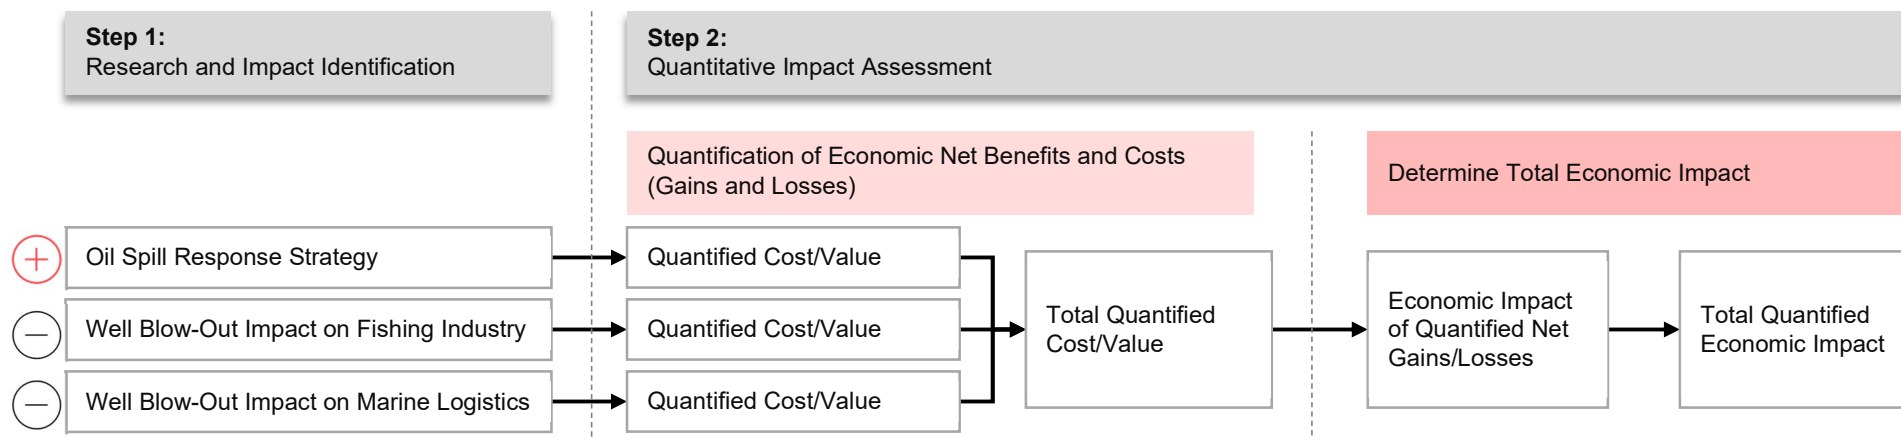 Step 1:
Research and Impact Identification
Step 2:
Quantitative Impact Assessment
Quantification of Economic Net Benefits and Costs
(Gains and Losses)
Determine Total Economic Impact
Oil Spill Response Strategy
Quantified Cost/Value
Well Blow-Out Impact on Fishing Industry
Quantified Cost/Value
Well Blow-Out Impact on Marine Logistics
Quantified Cost/Value
Total Quantified
Cost/Value
Economic Impact
of Quantified Net
Gains/Losses
Total Quantified
Economic Impact